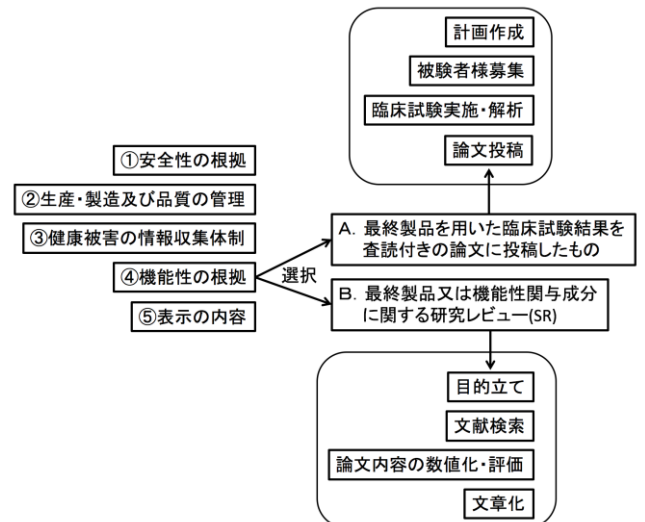 計画作成
被験者様募集
臨床試験実施・解析
論文投稿
①安全性の根拠
②生産・製造及び品質の管理
③健康被害の情報収集体制
④機能性の根拠
⑤表示の内容
選択
A. 最終製品を用いた臨床試験結果を
査読付きの論文に投稿したもの
B. 最終製品又は機能性関与成分
に関する研究レビュー(SR)
目的立て
文献検索
論文内容の数値化・評価
文章化